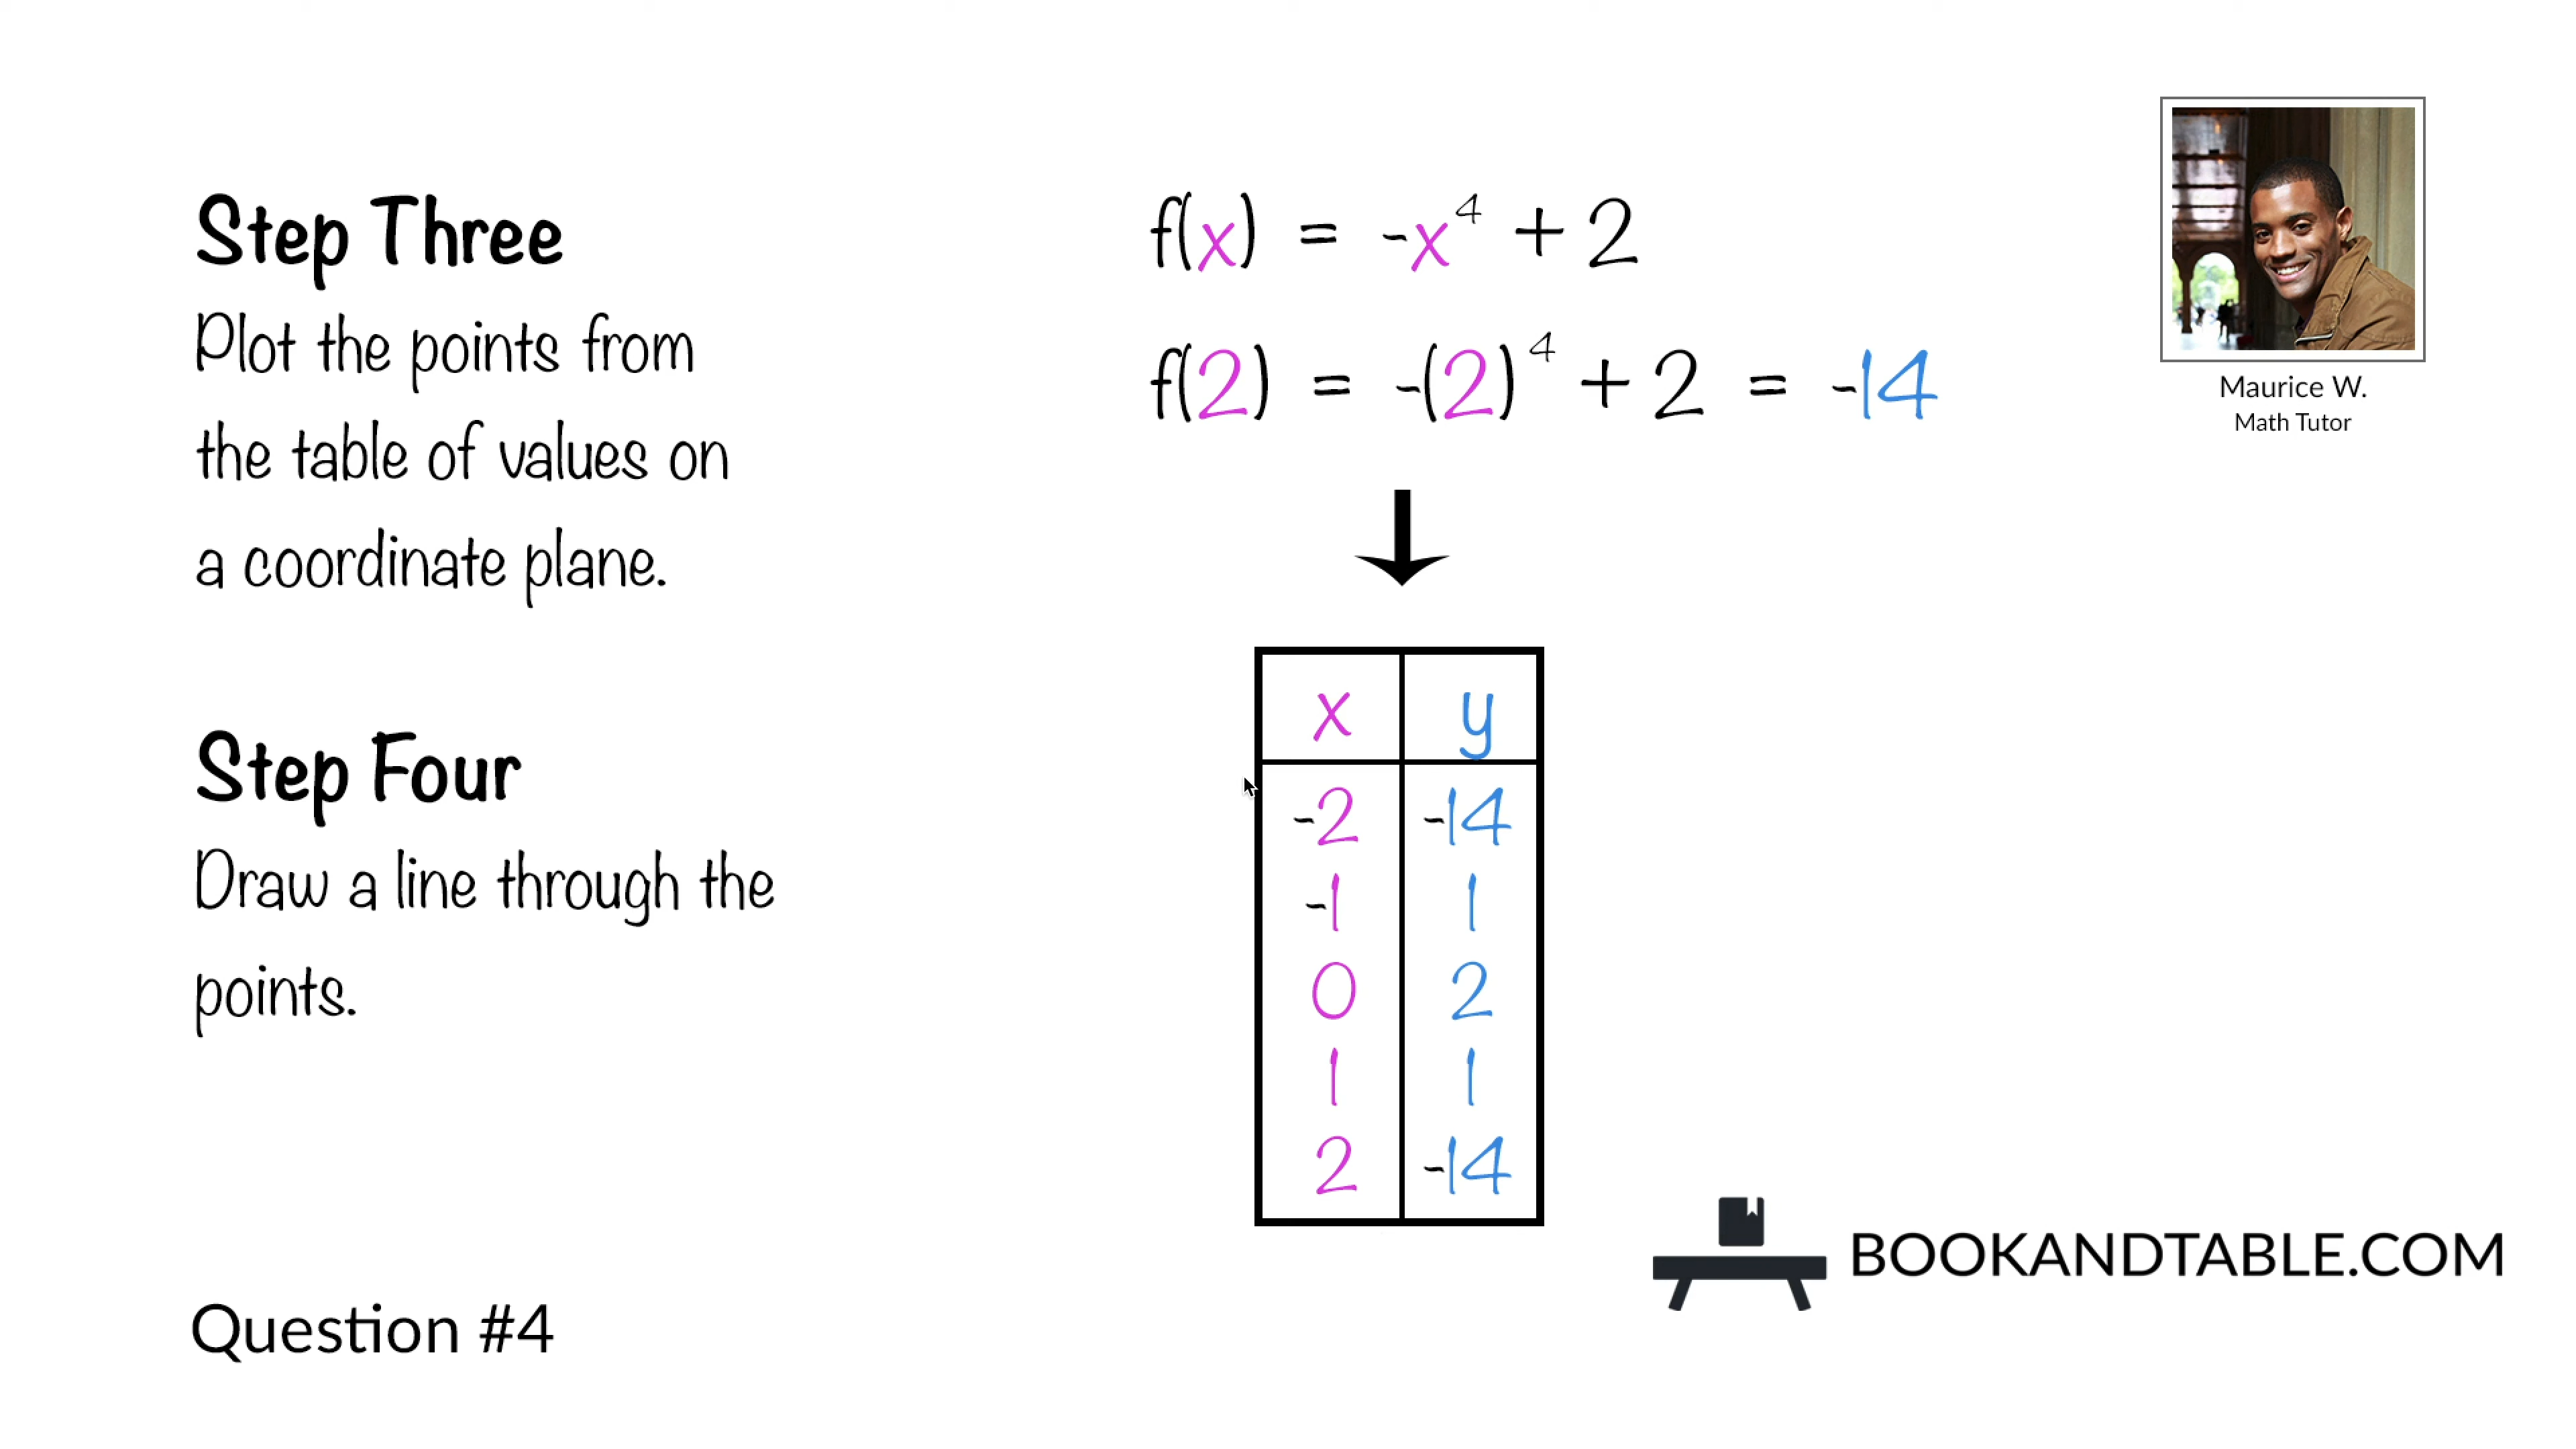 Step Three
Plot the points from
the table of values on
a coordinate plane.
Step Four
Draw a line through the
points.
Question #4
f(x) = -x⁴ + 2
f(2) = -(2)⁴ + 2 = -14
x y
-2 -14
-1 1
0 2
1 1
2 -14
Maurice W.
Math Tutor
BOOKANDTABLE.COM